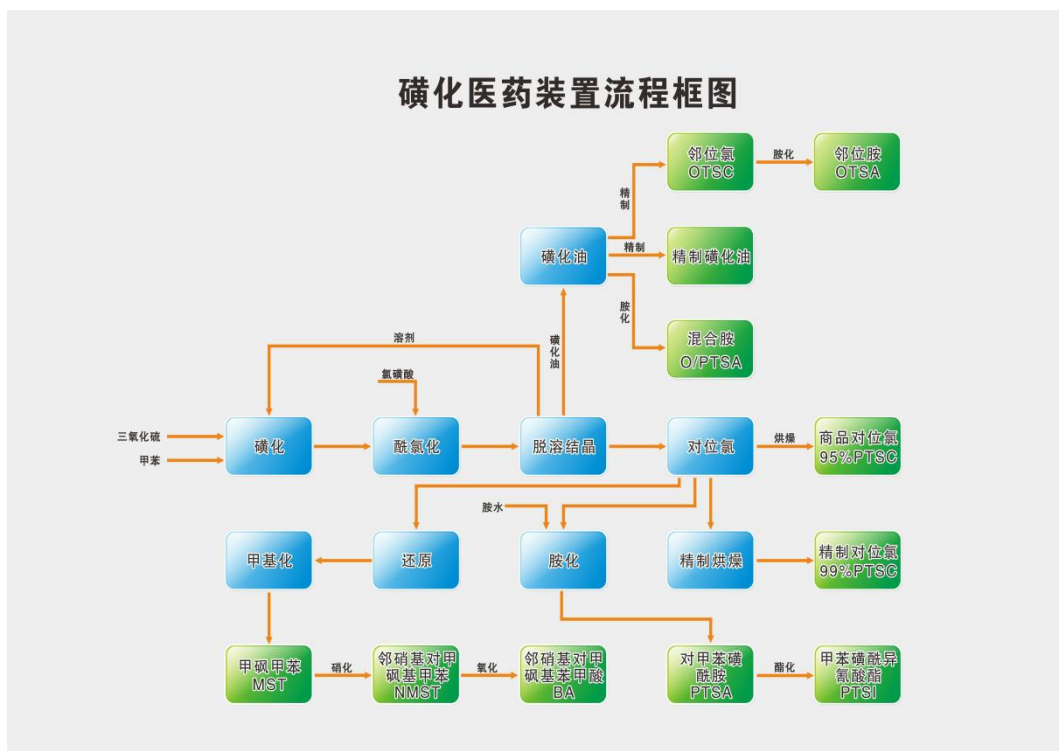 磺化医药装置流程框图
邻位氯
OTSC
胺化
邻位胺
OTSA
精制
磺化油
精制
精制磺化油
胺化
混合胺
O/PTSA
溶剂
磺化油
氯磺酸
三氧化硫
甲苯
磺化
酰氯化
脱溶结晶
对位氯
烘燥
商品对位氯
95%PTSC
胺水
甲基化
还原
胺化
精制烘燥
精制对位氯
99%PTSC
甲砜甲苯
MST
硝化
邻硝基对甲
砜基甲苯
NMST
氧化
邻硝基对甲
砜基苯甲酸
BA
对甲苯磺
酰胺
PTSA
酯化
甲苯磺酰异
氰酸酯
PTSI